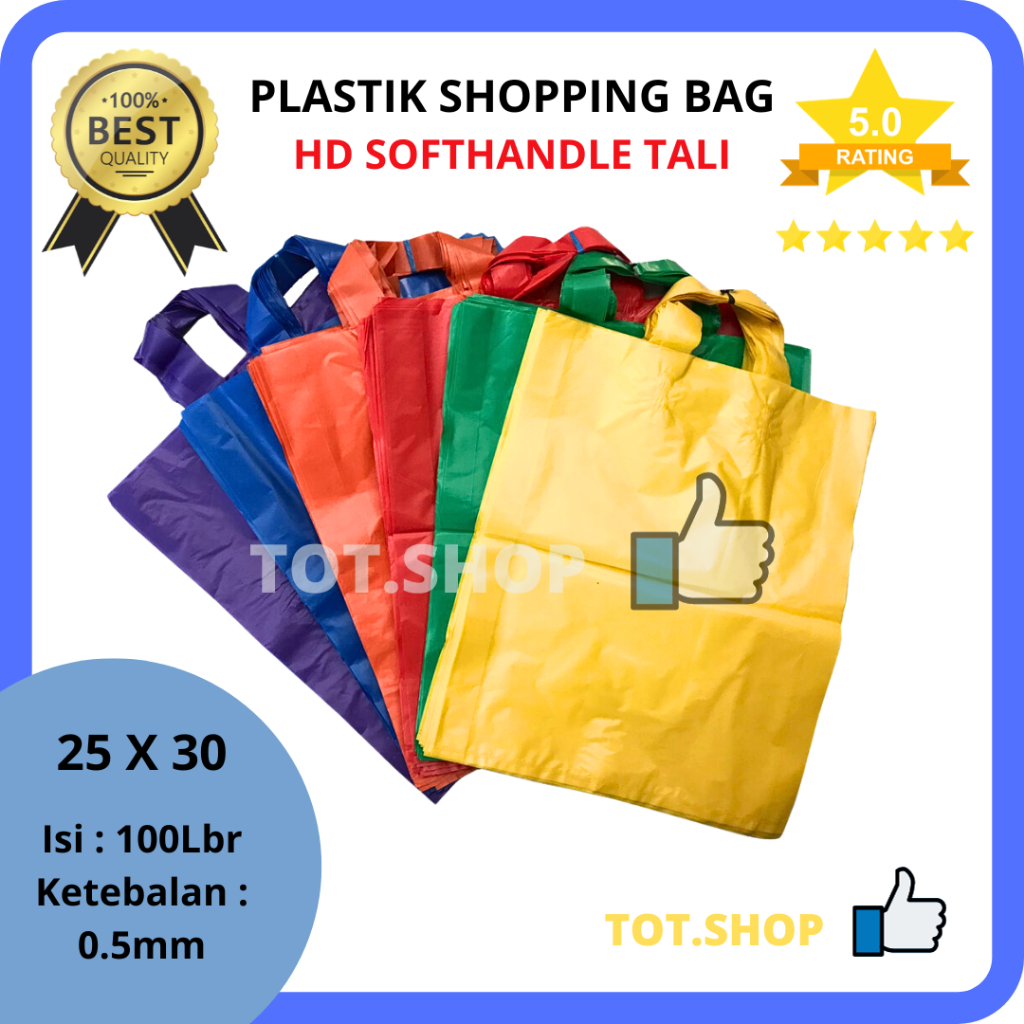 100%
BEST
QUALITY
PLASTIK SHOPPING BAG
HD SOFTHANDLE TALI
5.0
RATING
TOT.SHOP
25 X 30
Isi : 100Lbr
Ketebalan :
0.5mm
TOT.SHOP